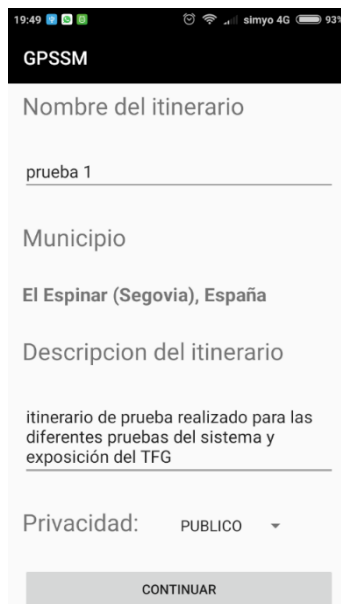 19:49 simyo 4G 93%
GPSSM
Nombre del itinerario
prueba 1
Municipio
El Espinar (Segovia), España
Descripcion del itinerario
itinerario de prueba realizado para las
diferentes pruebas del sistema y
exposición del TFG
Privacidad: PUBLICO
CONTINUAR